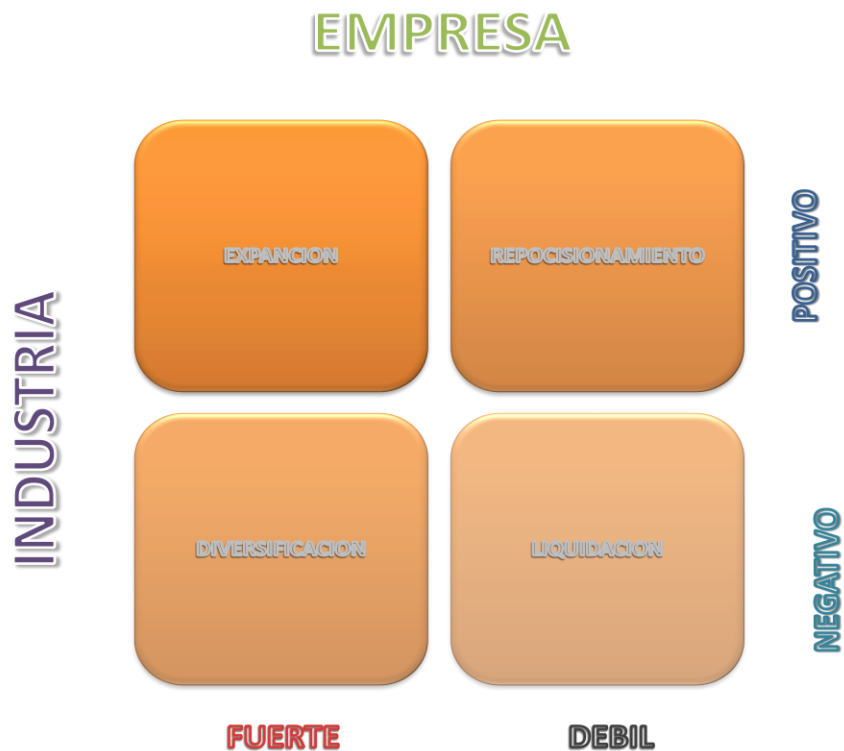 EMPRESA
EXPANCION
REPOCISIONAMIENTO
POSITIVO
INDUSTRIA
DIVERSIFICACION
LIQUIDACION
NEGATIVO
FUERTE
DEBIL